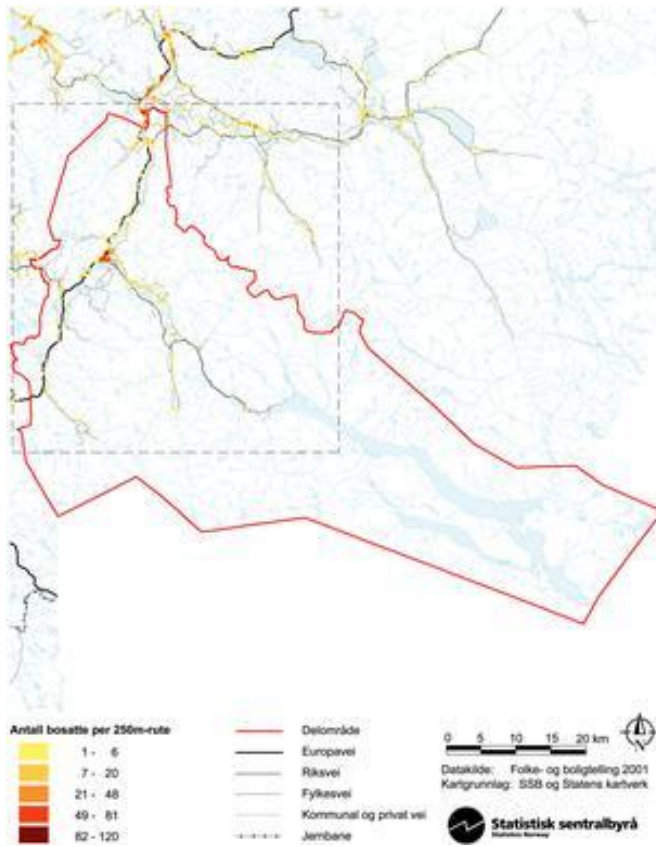 Antall bosatte per 250m-rute
1 - 6
7 - 20
21 - 48
49 - 81
82 - 120
Delområde
Europavei
Riksvei
Fylkesvei
Kommunal og privat vei
Jernbane
0 5 10 15 20 km
N
Datakilde: Folke- og boligtelling 2001
Kartgrunnlag: SSB og Statens kartverk
Statistisk sentralbyrå
Statistics Norway